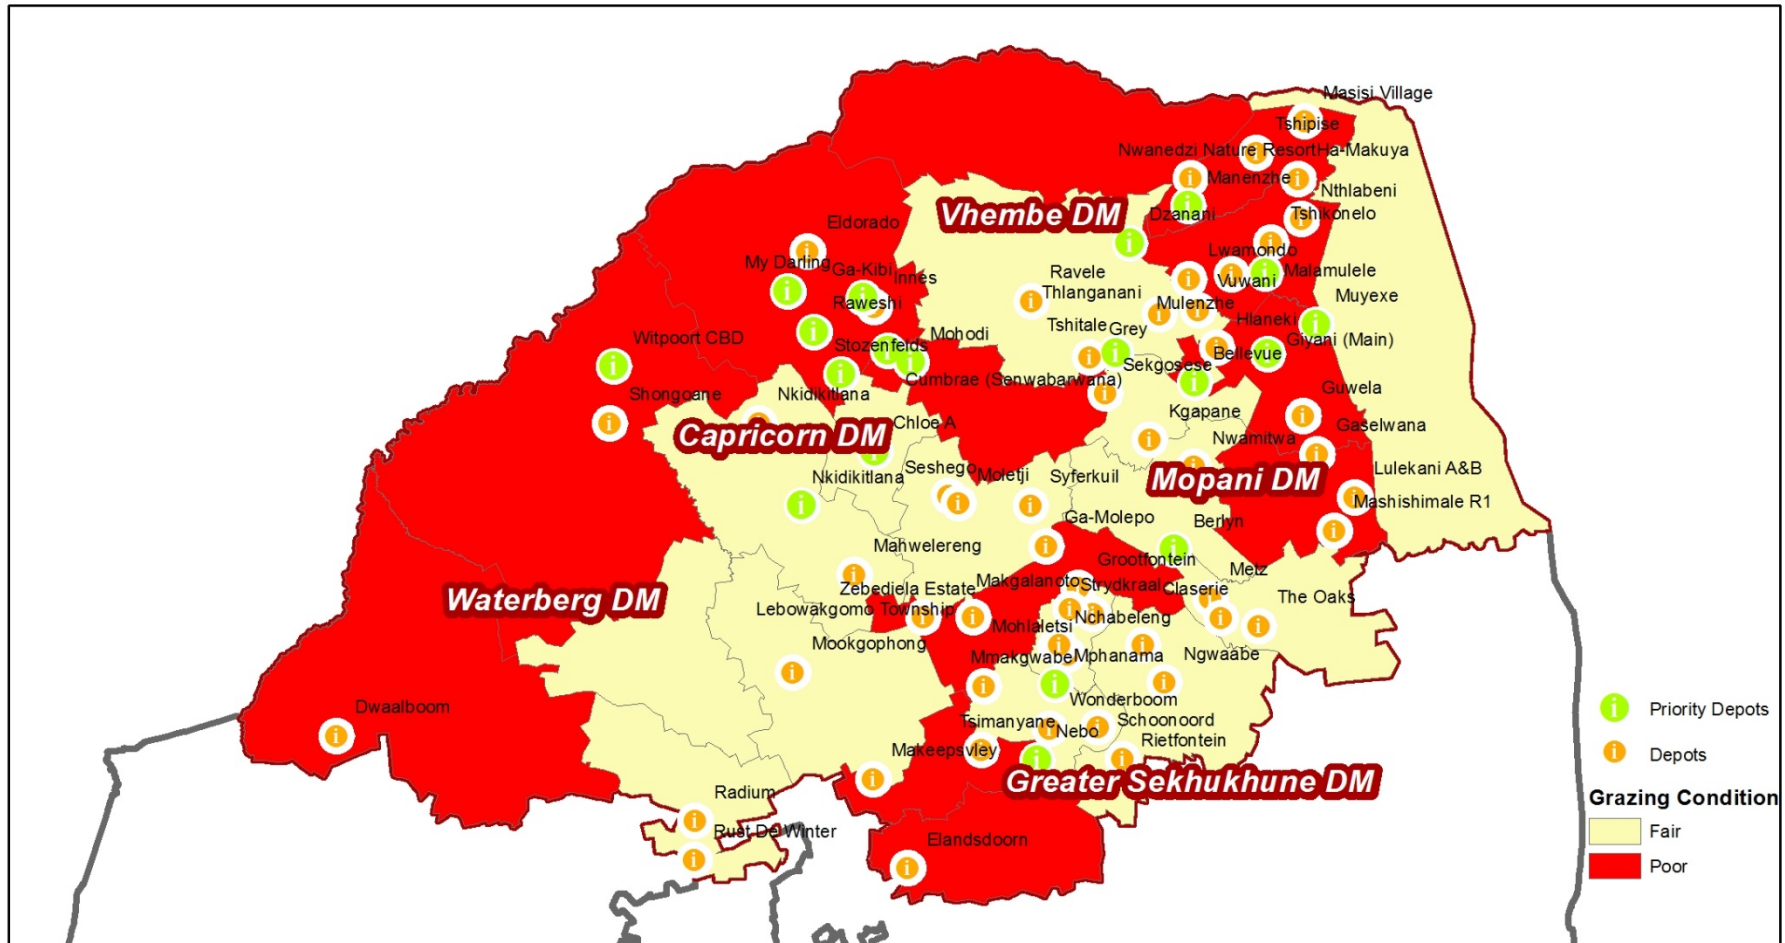 Masisi Village
Tshipise
Nwanedzi Nature Resort
Ha-Makuya
Manenzhe
Nthlabeni
Vhembe DM
Dzanani
Tshikonelo
Eldorado
Lwamondo
My Darling
Ga-Kibi
Innes
Ravele
Malamulele
Thlanganani
Vuwani
Muyexe
Raweshi
Mulenzhe
Tshitale
Grey
Hlaneki
Witpoort CBD
Stozenfelds
Mohodi
Bellevue
Giyani (Main)
Sekgosese
Cumbrae (Senwabarwana)
Shongoane
Nkidikitlana
Guwela
Kgapane
Capricorn DM
Chloe A
Nwamitwa
Gaselwana
Nkidikitlana
Seshego
Moletji
Syferkuil
Mopani DM
Lulekani A&B
Mashishimale R1
Ga-Molepo
Berlyn
Mahwelereng
Grootfontein
Metz
Waterberg DM
Zebediela Estate
Makgalanoto
Strydkraal
Claserie
The Oaks
Lebowakgomo Township
Mohlaletsi
Nchabeleng
Mookgophong
Mmakgwabe
Mphanama
Ngwaabe
Dwaalboom
Wonderboom
Priority Depots
Tsimanyane
Nebo
Schoonoord
Makeepsvley
Rietfontein
Depots
Greater Sekhukhune DM
Radium
Grazing Condition
Rust De Winter
Fair
Elandsdoorn
Poor